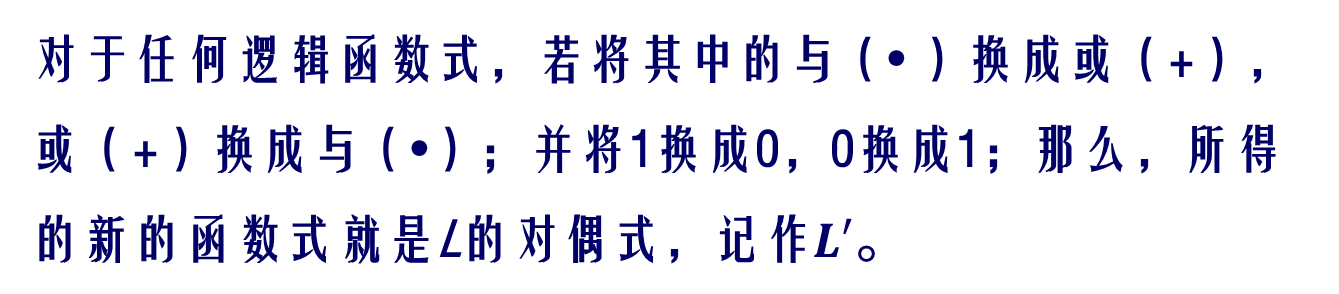 对于任何逻辑函数式，若将其中的与（•）换成或（+），
或（+）换成与（•）；并将1换成0，0换成1；那么，所得
的新的函数式就是L的对偶式，记作L′。